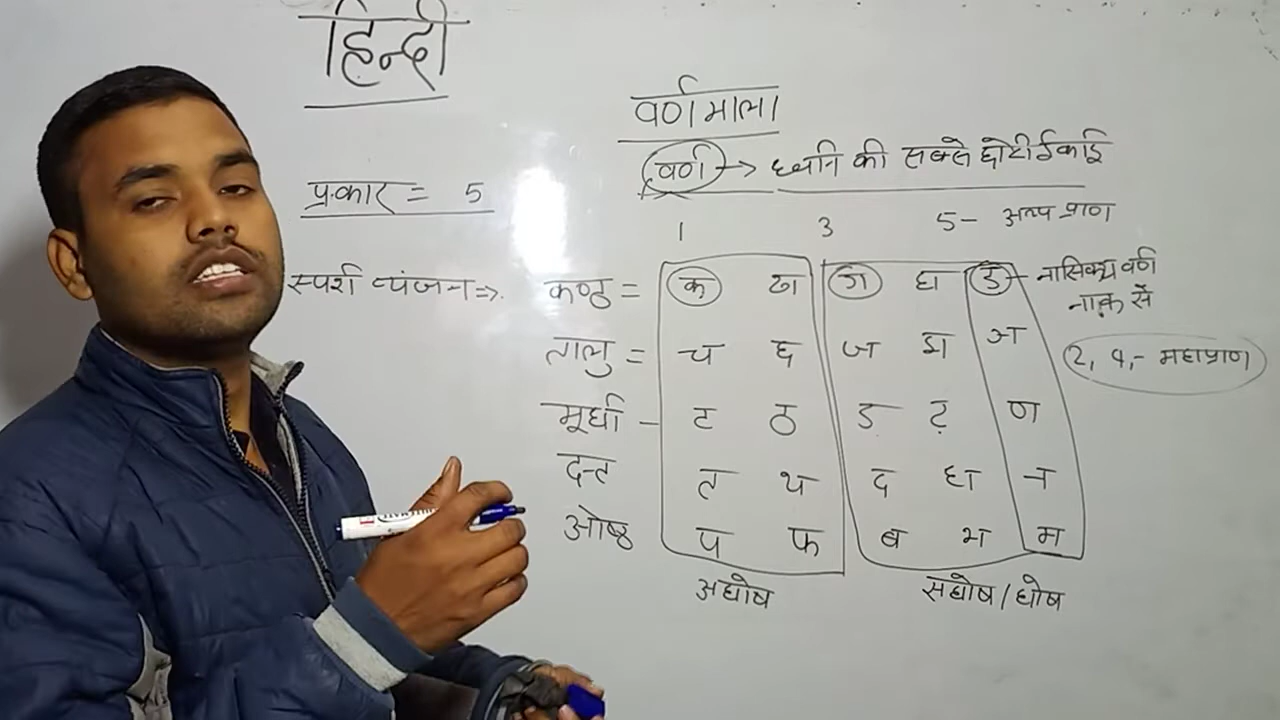 हिन्दी
वर्णमाला
वर्ण → ध्वनि की सबसे छोटी ईकाई
प्रकार = 5
1 3 5- अल्प प्राण
स्पर्श व्यंजन ⇒ कण्ठ = क ख ग घ ङ - नासिक्य वर्ण
नाक से
तालु = च छ ज झ ञ
2, 4,- महाप्राण
मूर्धा - ट ठ ड ढ़ ण
दन्त त थ द ध न
ओष्ठ प फ ब भ म
अघोष सघोष/घोष